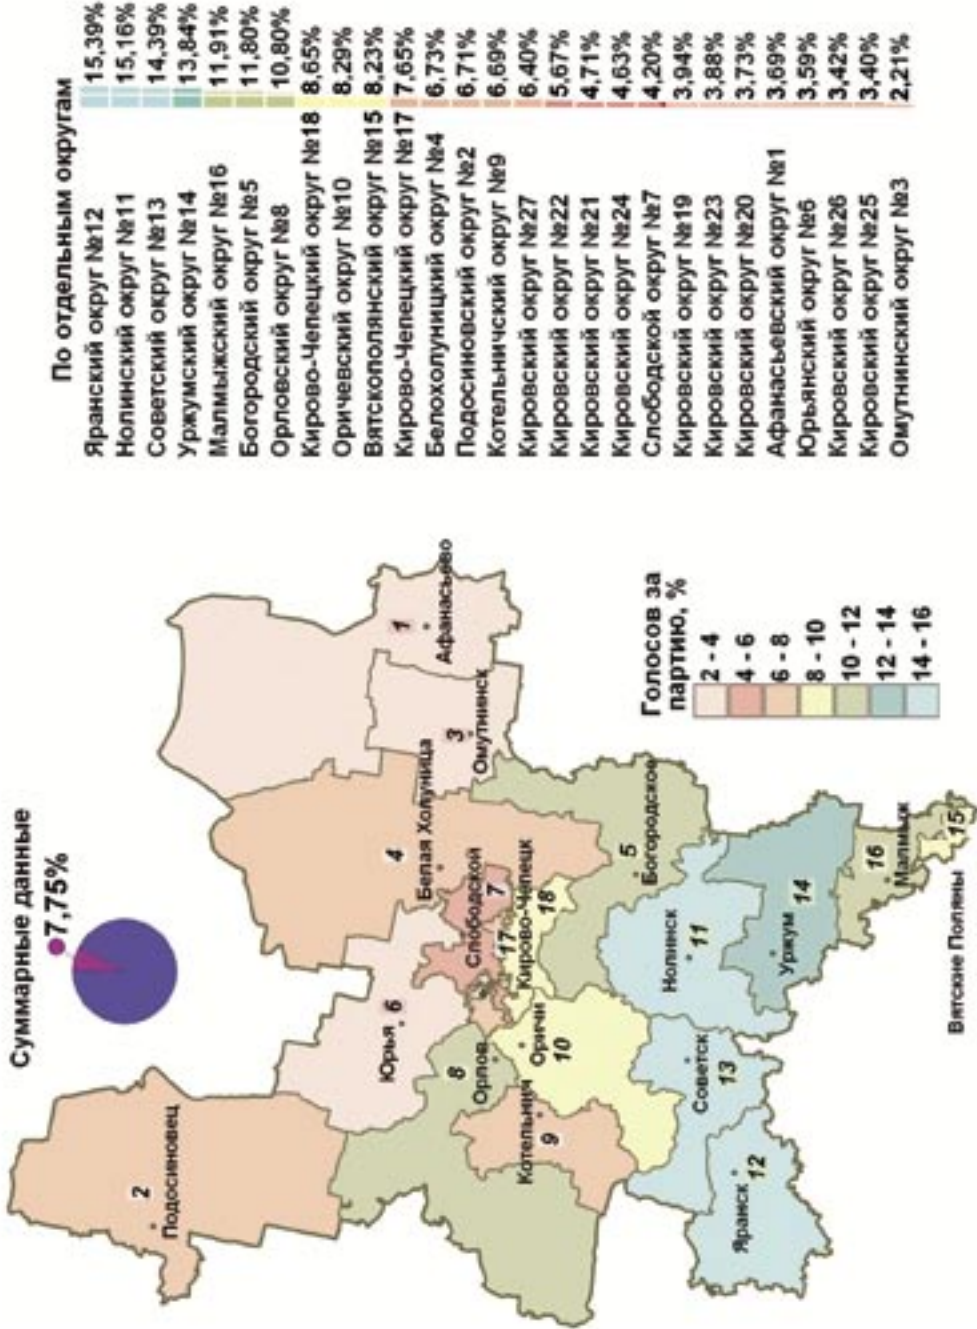 Суммарные данные
7,75%
2
Подосиновец
Юрья
6
4
Белая Холуница
1
Афанасьево
3
Омутнинск
8
Орлов
Слободской
7
17
Кирово-Чепецк
18
Котельнич
9
Оричи
10
5
Богородское
Нолинск
11
Советск
13
Яранск
12
Уржум
14
16
Малмыж
15
Вятские Поляны
Голосов за
партию, %
2 - 4
4 - 6
6 - 8
8 - 10
10 - 12
12 - 14
14 - 16
По отдельным округам
Яранский округ №12 15,39%
Нолинский округ №11 15,16%
Советский округ №13 14,39%
Уржумский округ №14 13,84%
Малмыжский округ №16 11,91%
Богородский округ №5 11,80%
Орловский округ №8 10,80%
Кирово-Чепецкий округ №18 8,65%
Оричевский округ №10 8,29%
Вятскополянский округ №15 8,23%
Кирово-Чепецкий округ №17 7,65%
Белохолуницкий округ №4 6,73%
Подосиновский округ №2 6,71%
Котельничский округ №9 6,69%
Кировский округ №27 6,40%
Кировский округ №22 5,67%
Кировский округ №21 4,71%
Кировский округ №24 4,63%
Слободской округ №7 4,20%
Кировский округ №19 3,94%
Кировский округ №23 3,88%
Кировский округ №20 3,73%
Афанасьевский округ №1 3,69%
Юрьянский округ №6 3,59%
Кировский округ №26 3,42%
Кировский округ №25 3,40%
Омутнинский округ №3 2,21%